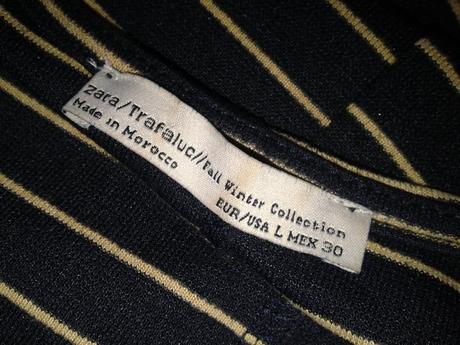 zara/Trafaluc//Fall Winter Collection
Made in Morocco
EUR/USA L MEX 30